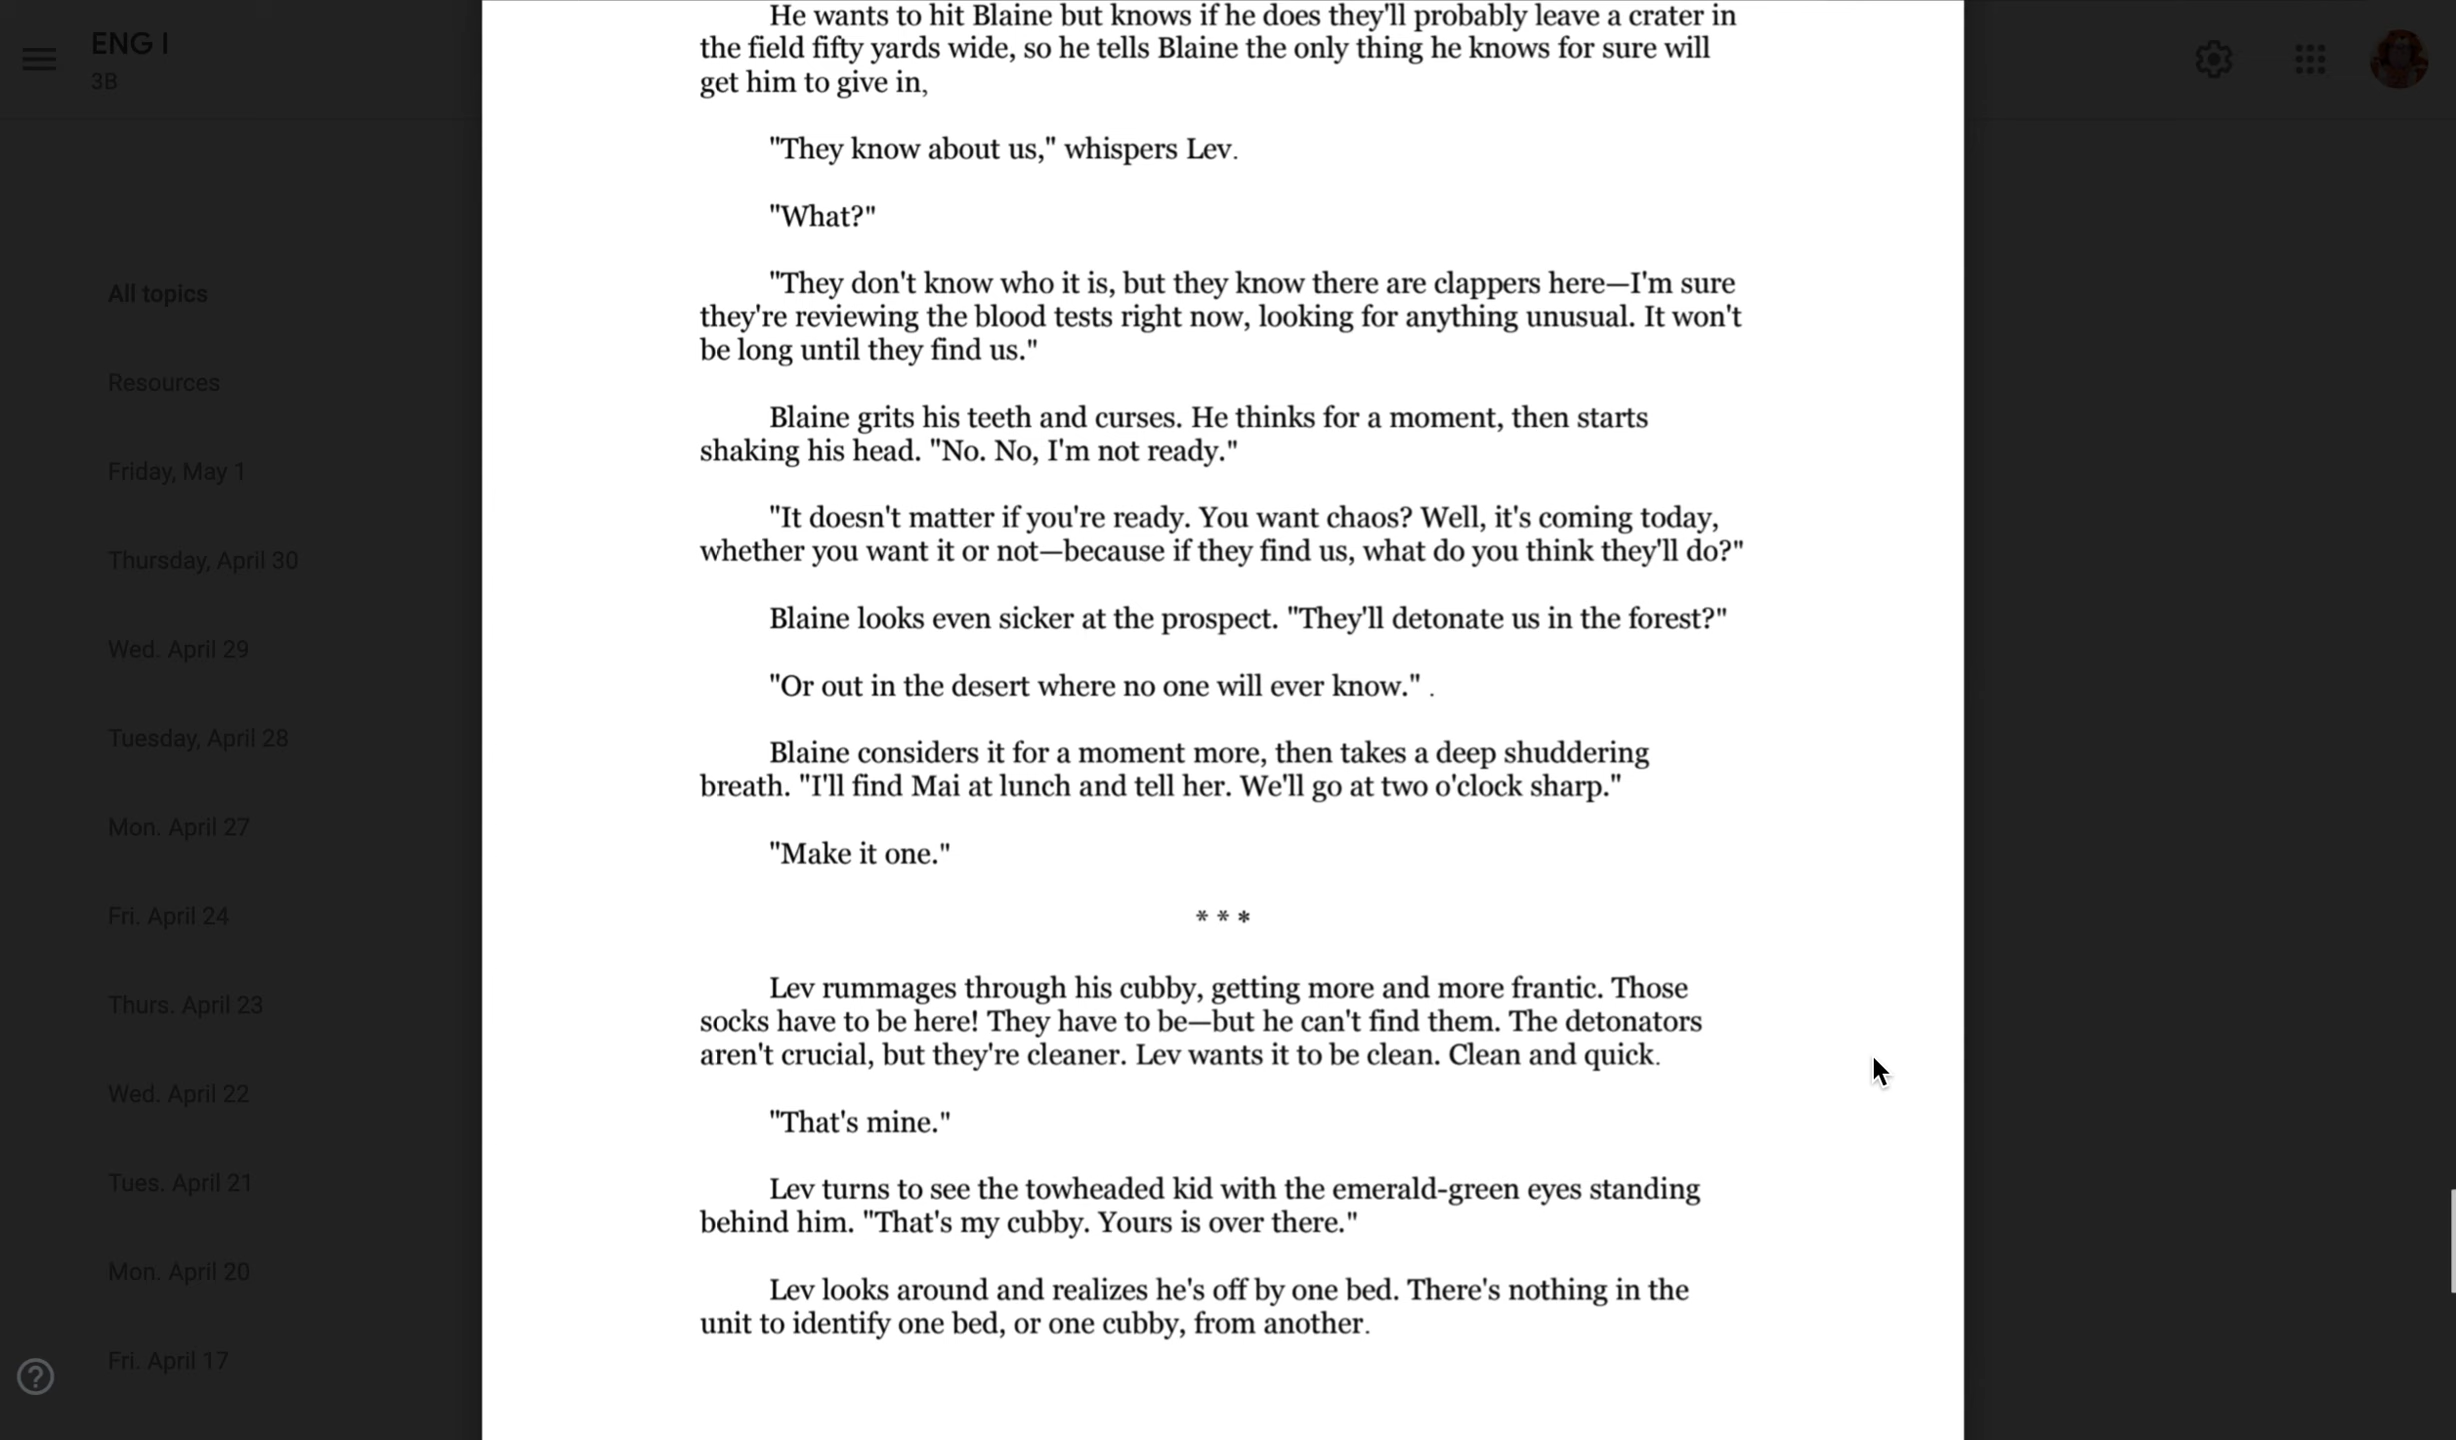 ENG I
3B
All topics
Resources
Friday, May 1
Thursday, April 30
Wed. April 29
Tuesday, April 28
Mon. April 27
Fri. April 24
Thurs. April 23
Wed. April 22
Tues. April 21
Mon. April 20
Fri. April 17
He wants to hit Blaine but knows if he does they'll probably leave a crater in
the field fifty yards wide, so he tells Blaine the only thing he knows for sure will
get him to give in,
"They know about us," whispers Lev.
"What?"
"They don't know who it is, but they know there are clappers here—I'm sure
they're reviewing the blood tests right now, looking for anything unusual. It won't
be long until they find us."
Blaine grits his teeth and curses. He thinks for a moment, then starts
shaking his head. "No. No, I'm not ready."
"It doesn't matter if you're ready. You want chaos? Well, it's coming today,
whether you want it or not—because if they find us, what do you think they'll do?"
Blaine looks even sicker at the prospect. "They'll detonate us in the forest?"
"Or out in the desert where no one will ever know." .
Blaine considers it for a moment more, then takes a deep shuddering
breath. "I'll find Mai at lunch and tell her. We'll go at two o'clock sharp."
"Make it one."
* * *
Lev rummages through his cubby, getting more and more frantic. Those
socks have to be here! They have to be—but he can't find them. The detonators
aren't crucial, but they're cleaner. Lev wants it to be clean. Clean and quick.
"That's mine."
Lev turns to see the towheaded kid with the emerald-green eyes standing
behind him. "That's my cubby. Yours is over there."
Lev looks around and realizes he's off by one bed. There's nothing in the
unit to identify one bed, or one cubby, from another.